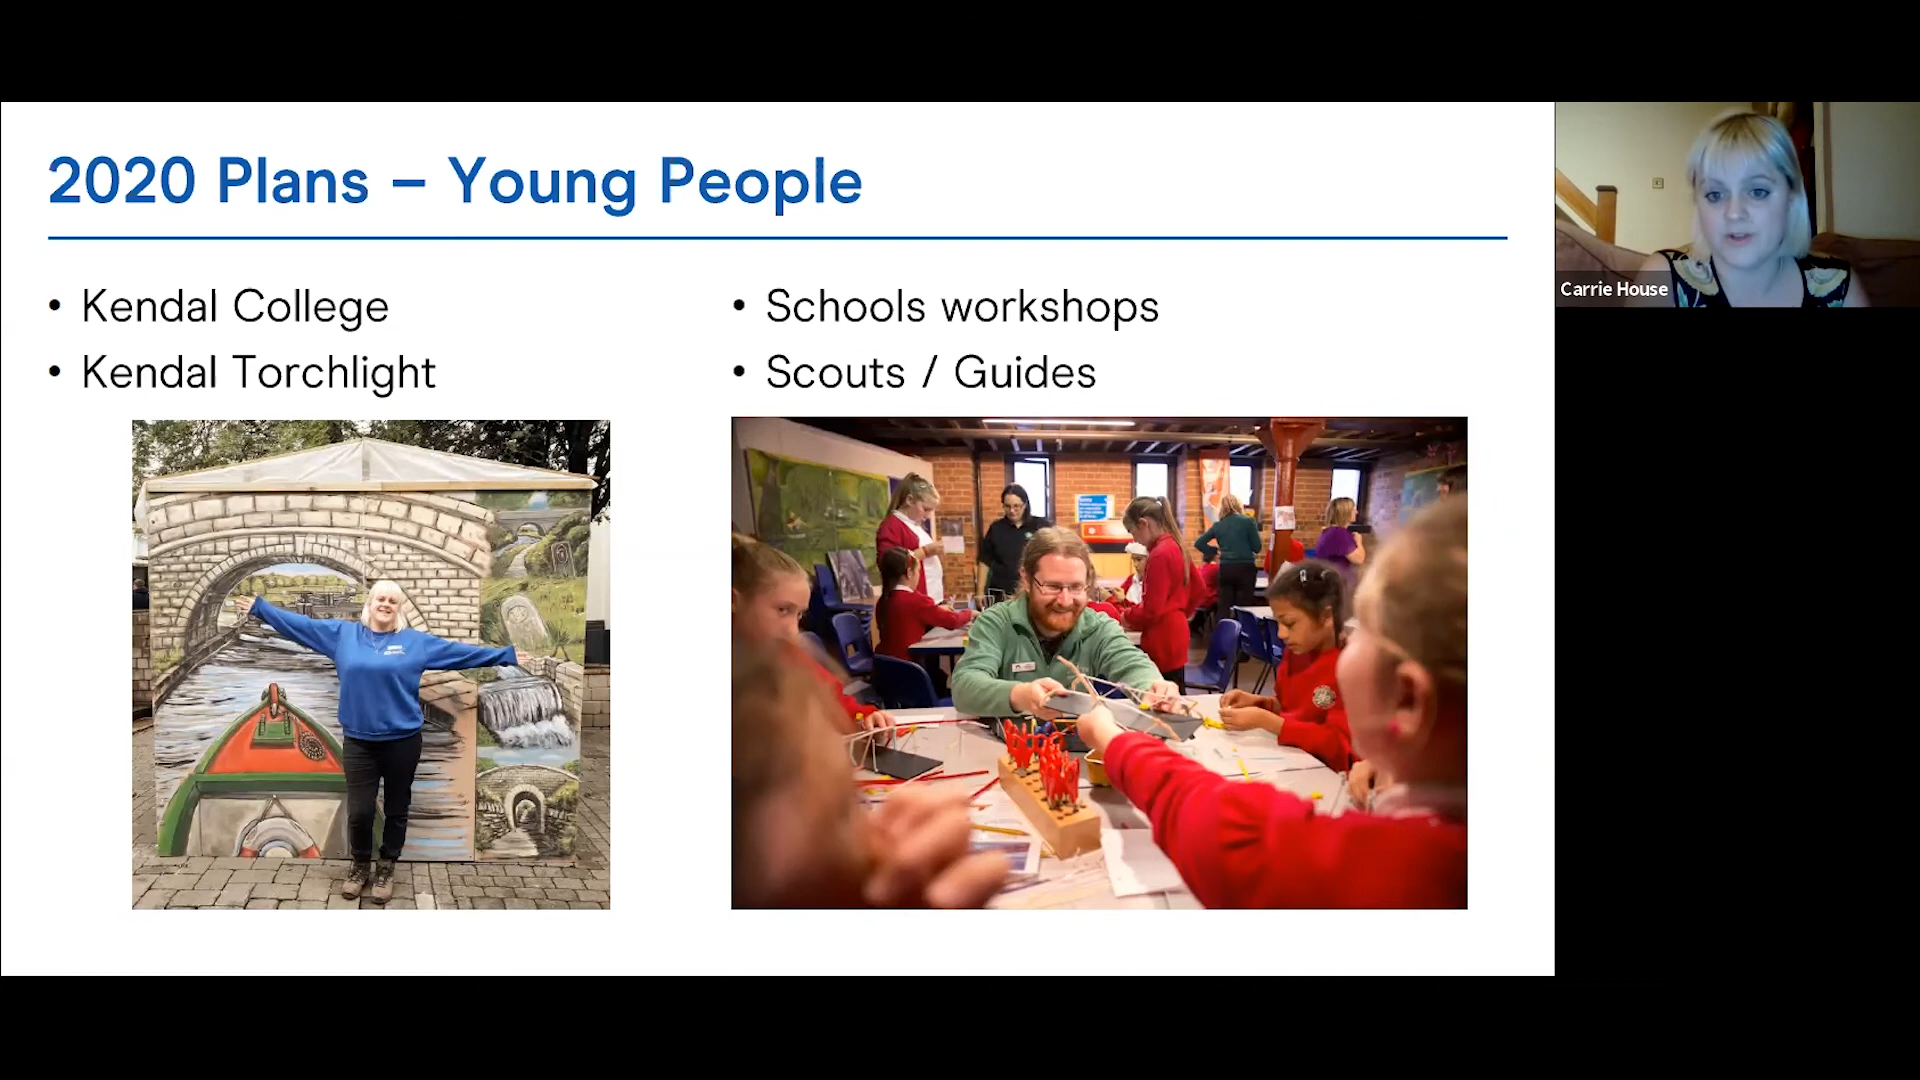 2020 Plans – Young People
• Kendal College
• Kendal Torchlight
• Schools workshops
• Scouts / Guides
Carrie House